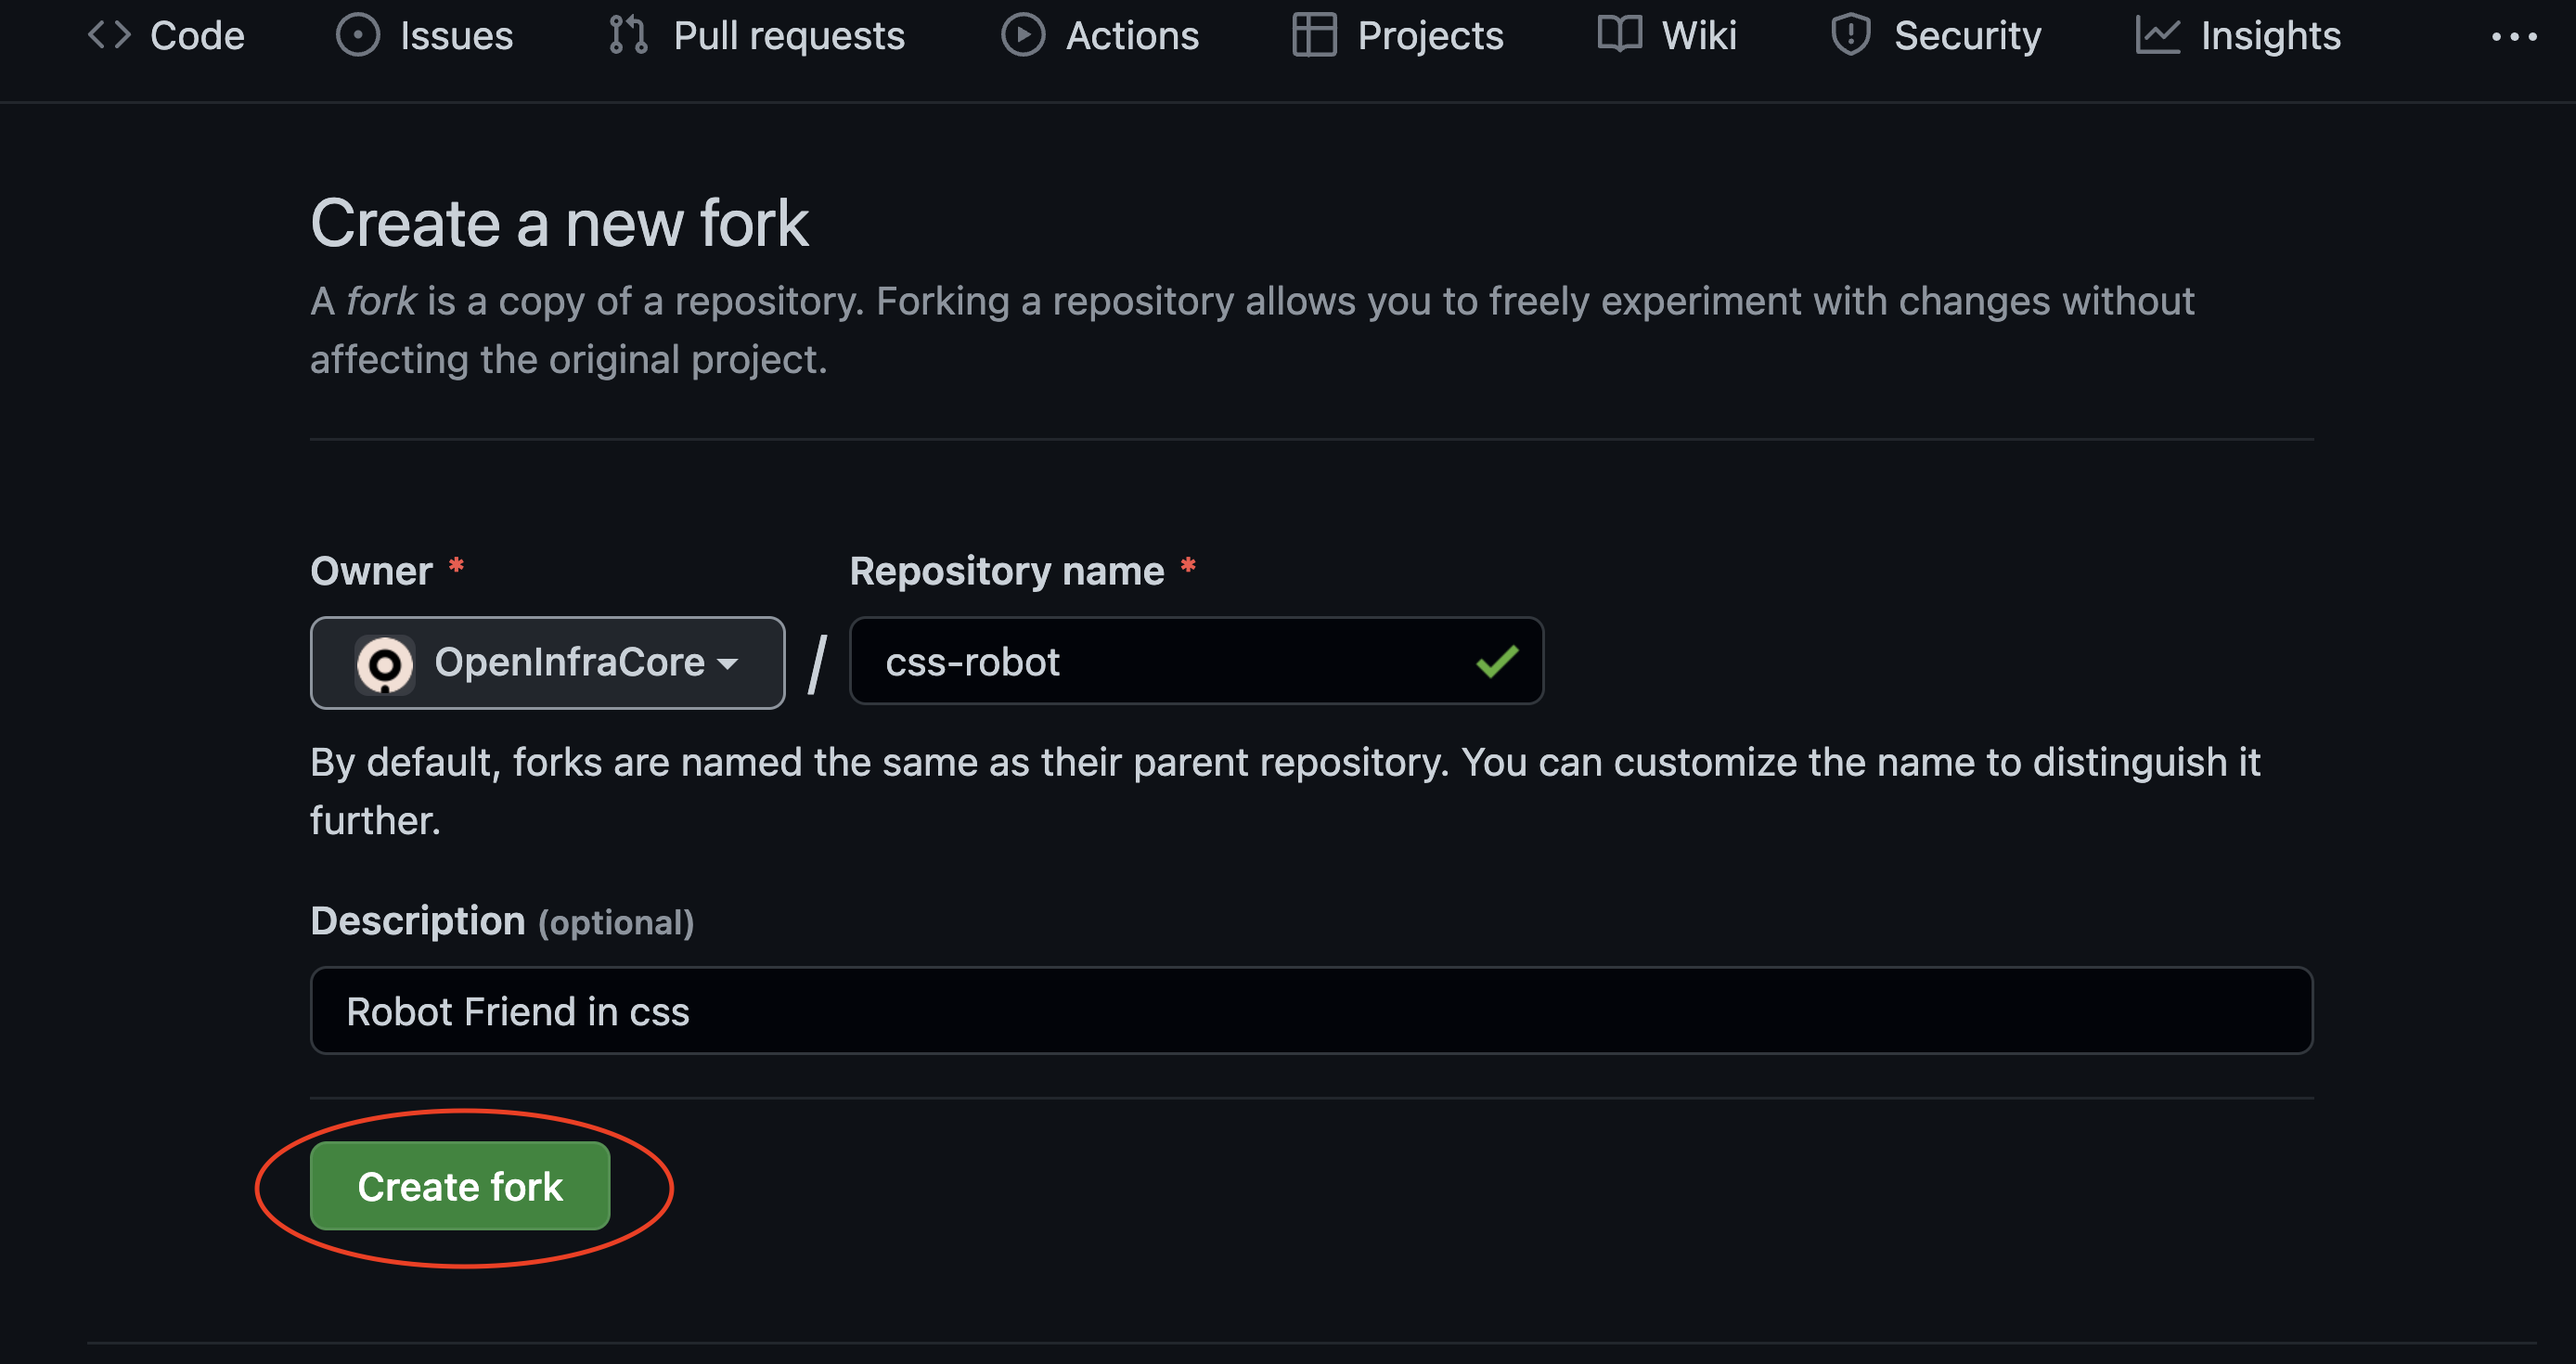 Code Issues Pull requests Actions Projects Wiki Security Insights
Create a new fork
A fork is a copy of a repository. Forking a repository allows you to freely experiment with changes without
affecting the original project.
Owner * Repository name *
OpenInfraCore / css-robot
By default, forks are named the same as their parent repository. You can customize the name to distinguish it
further.
Description (optional)
Robot Friend in css
Create fork